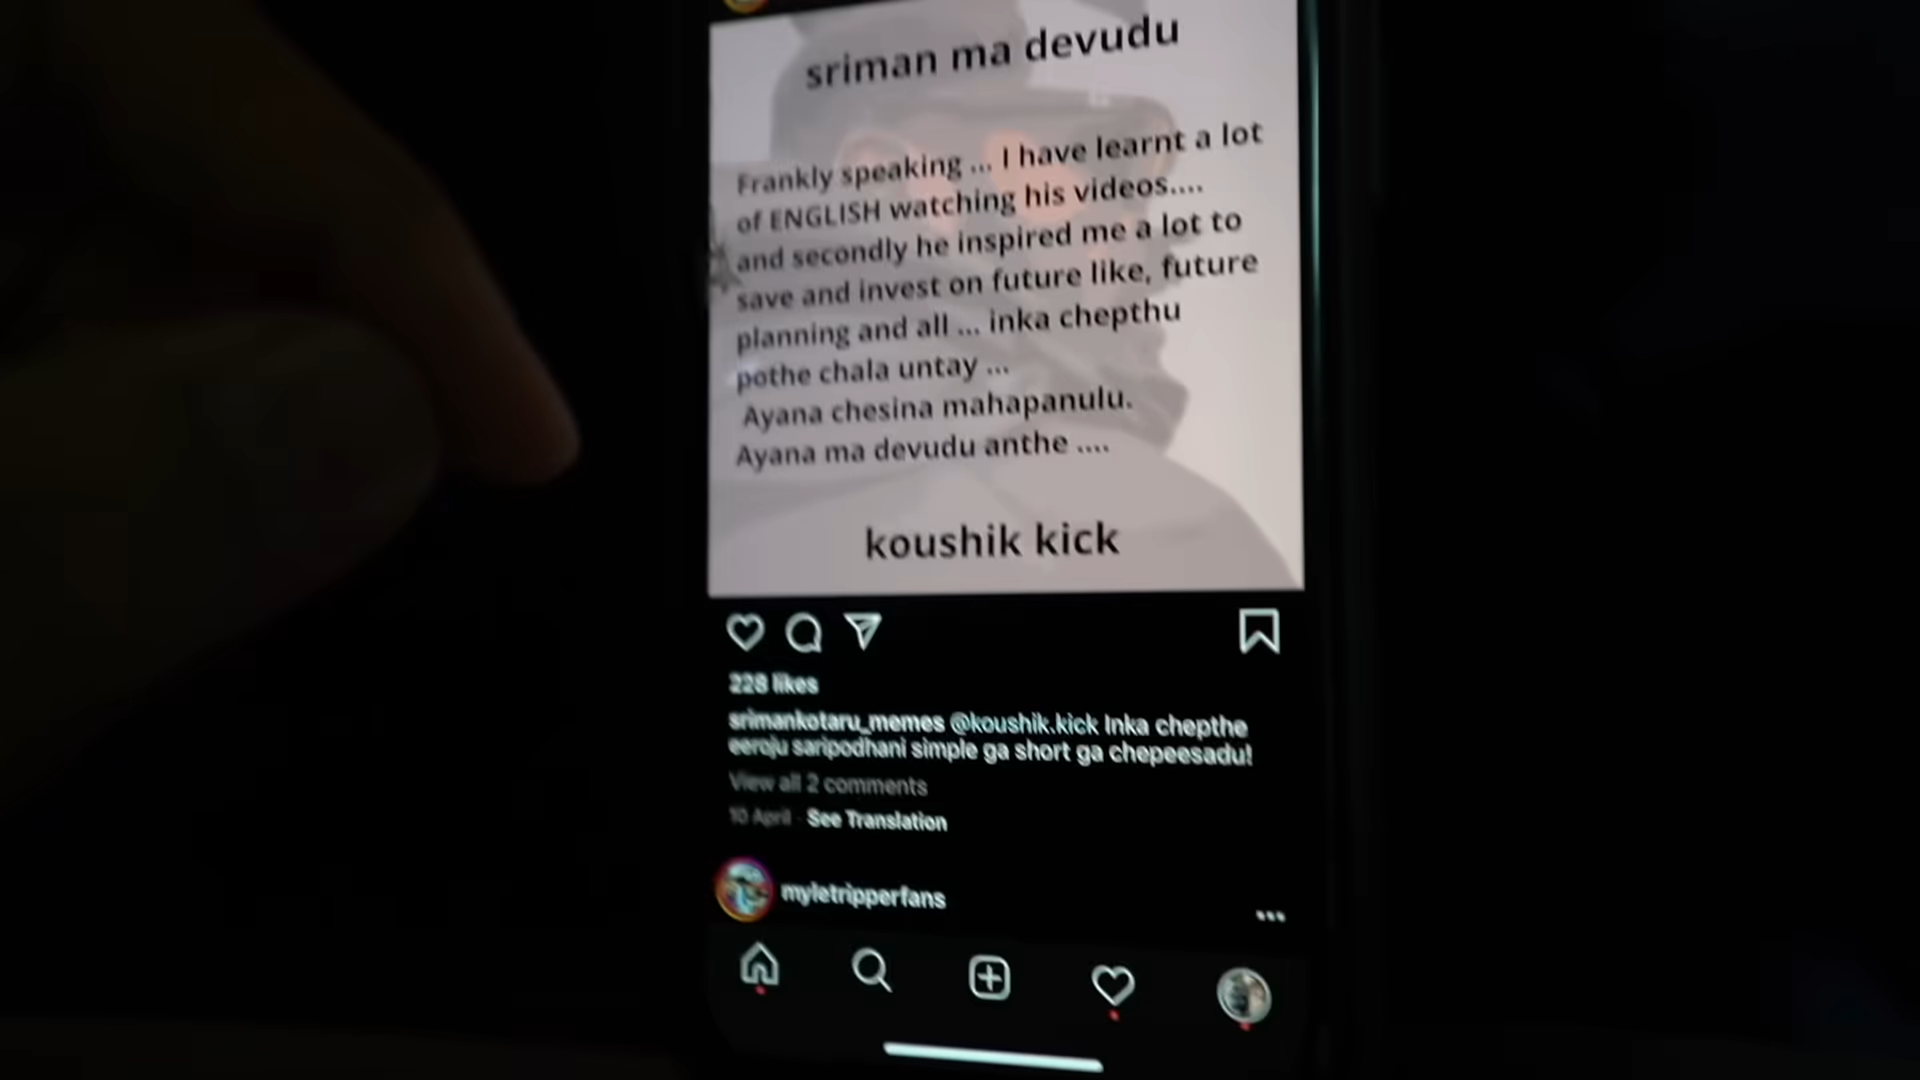 sriman ma devudu
Frankly speaking ... I have learnt a lot
of ENGLISH watching his videos....
and secondly he inspired me a lot to
save and invest on future like, future
planning and all ... inka chepthu
pothe chala untay ...
Ayana chesina mahapanulu.
Ayana ma devudu anthe ....
koushik kick
228 likes
srimankotaru_memes @koushik.kick Inka chepthe
eeroju saripodhani simple ga short ga chepeesadu!
View all 2 comments
10 April · See Translation
myletripperfans